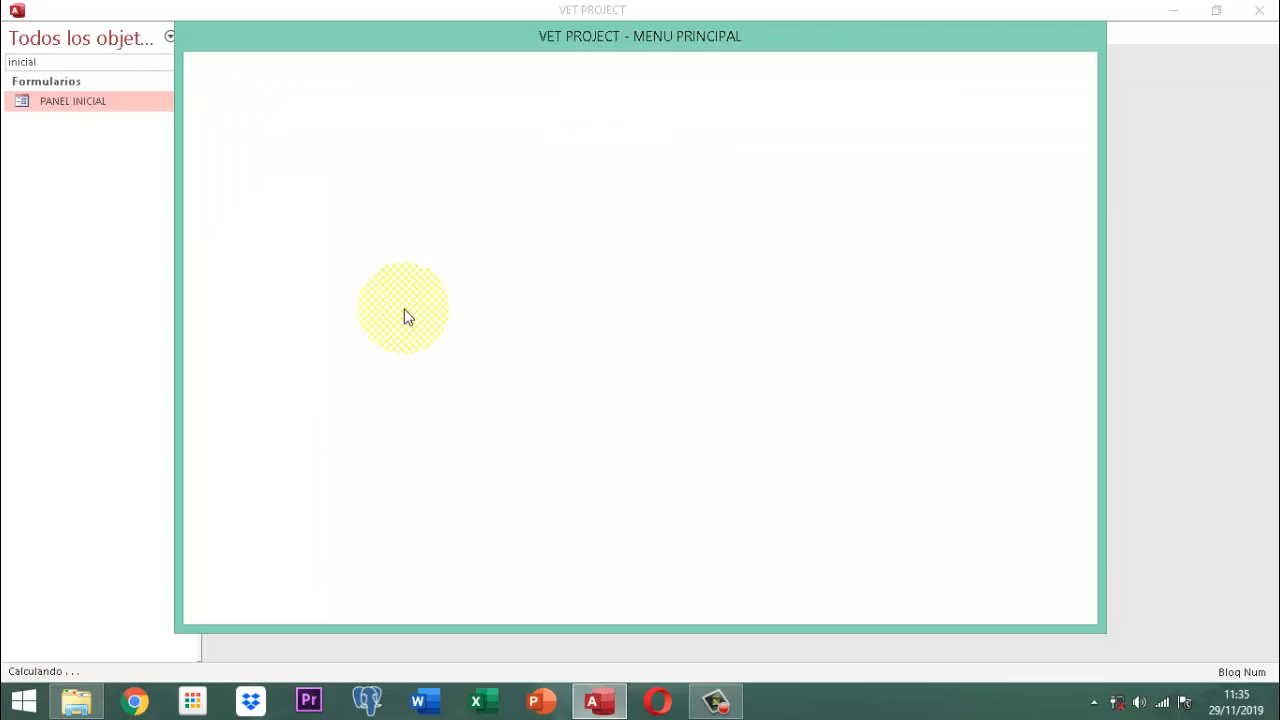 VET PROJECT
Todos los objet...
VET PROJECT - MENU PRINCIPAL
inicial
Formularios
PANEL INICIAL
Calculando . . .
Bloq Num
Pr
W
X
P
A
11:35
29/11/2019